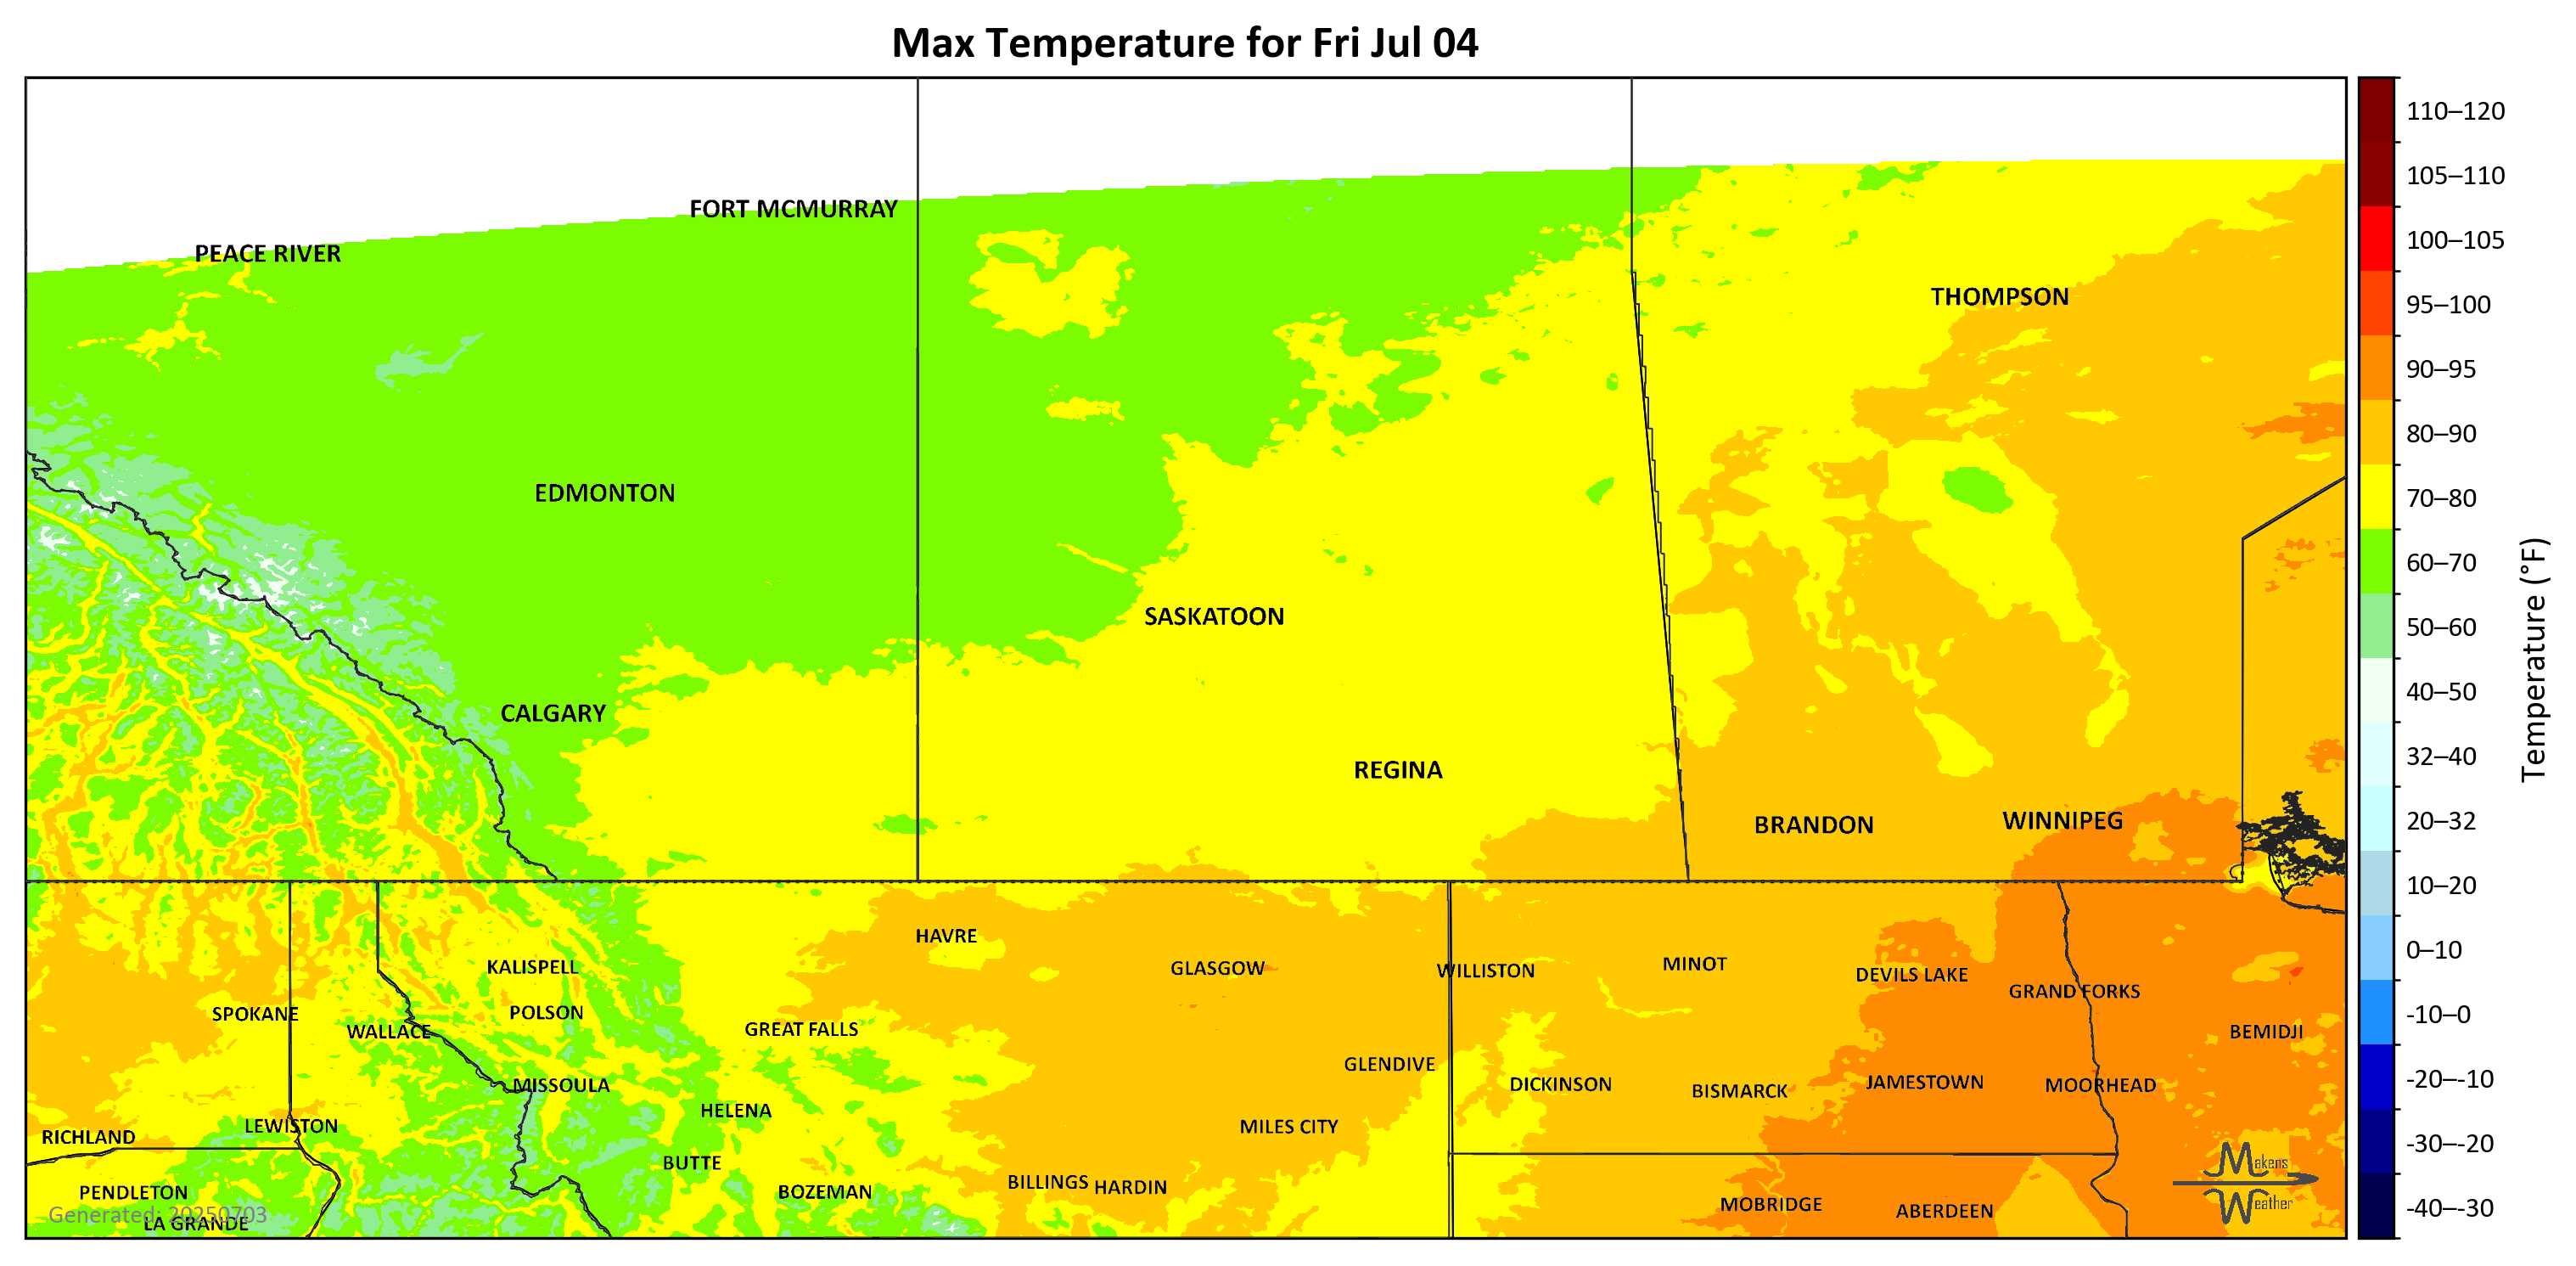 Max Temperature for Fri Jul 04
110–120
105–110
100–105
95–100
90–95
80–90
70–80
60–70
50–60
40–50
32–40
20–32
10–20
0–10
-10–0
-20–-10
-30–-20
-40–-30
Temperature (°F)
FORT MCMURRAY
PEACE RIVER
THOMPSON
EDMONTON
SASKATOON
CALGARY
REGINA
BRANDON
WINNIPEG
HAVRE
KALISPELL
GLASGOW
WILLISTON
MINOT
DEVILS LAKE
GRAND FORKS
SPOKANE
POLSON
WALLACE
GREAT FALLS
BEMIDJI
GLENDIVE
MISSOULA
DICKINSON
BISMARCK
JAMESTOWN
MOORHEAD
HELENA
LEWISTON
MILES CITY
RICHLAND
BUTTE
BILLINGS
HARDIN
PENDLETON
BOZEMAN
MOBRIDGE
ABERDEEN
LA GRANDE
Generated: 20250703
Makens
Weather